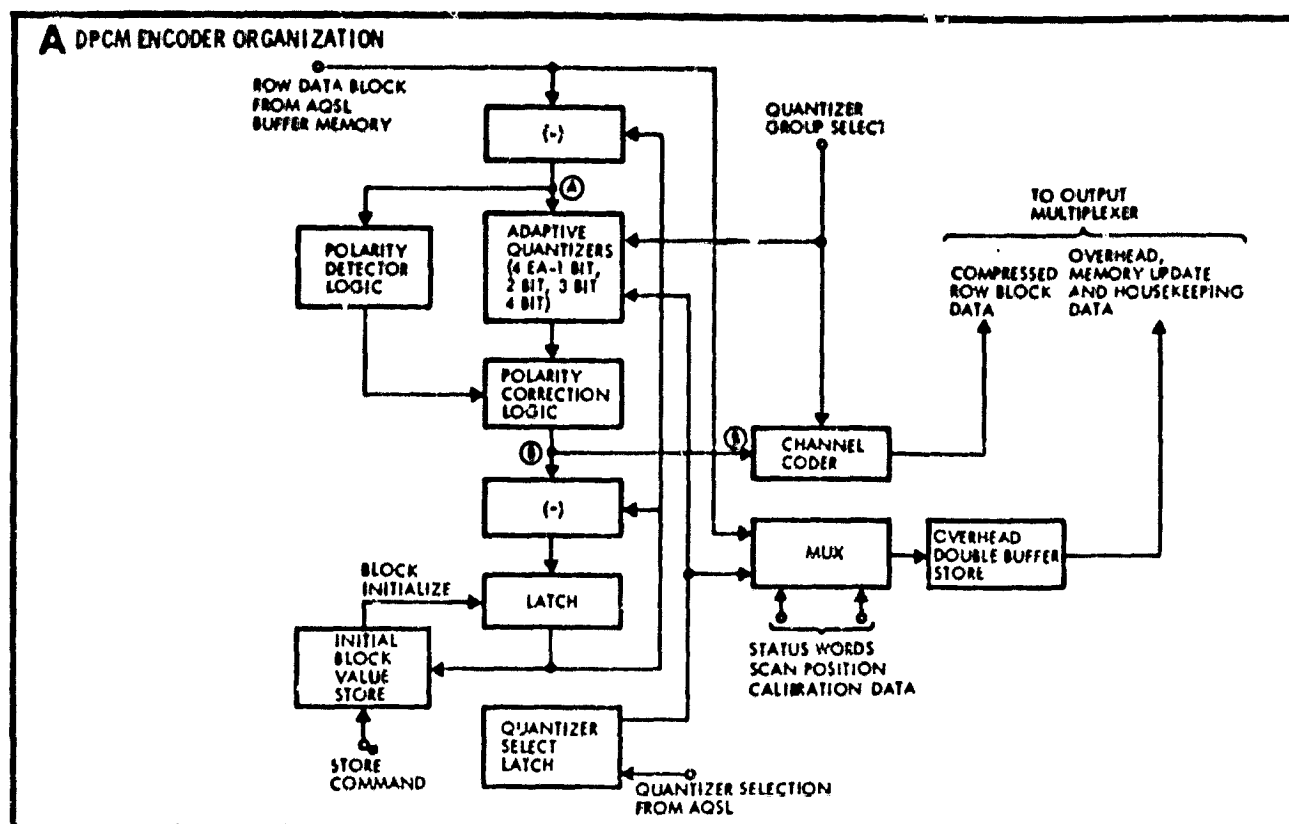 A DPCM ENCODER ORGANIZATION
ROW DATA BLOCK
FROM AQSL
BUFFER MEMORY
(-)
QUANTIZER
GROUP SELECT
A
TO OUTPUT
MULTIPLEXER
POLARITY
DETECTOR
LOGIC
ADAPTIVE
QUANTIZERS
(4 EA-1 BIT,
2 BIT, 3 BIT
4 BIT)
COMPRESSED
ROW BLOCK
DATA
OVERHEAD,
MEMORY UPDATE
AND HOUSEKEEPING
DATA
POLARITY
CORRECTION
LOGIC
CHANNEL
CODER
MUX
OVERHEAD
DOUBLE BUFFER
STORE
BLOCK
INITIALIZE
LATCH
INITIAL
BLOCK
VALUE
STORE
STATUS WORDS
SCAN POSITION
CALIBRATION DATA
QUANTIZER
SELECT
LATCH
STORE
COMMAND
QUANTIZER SELECTION
FROM AQSL